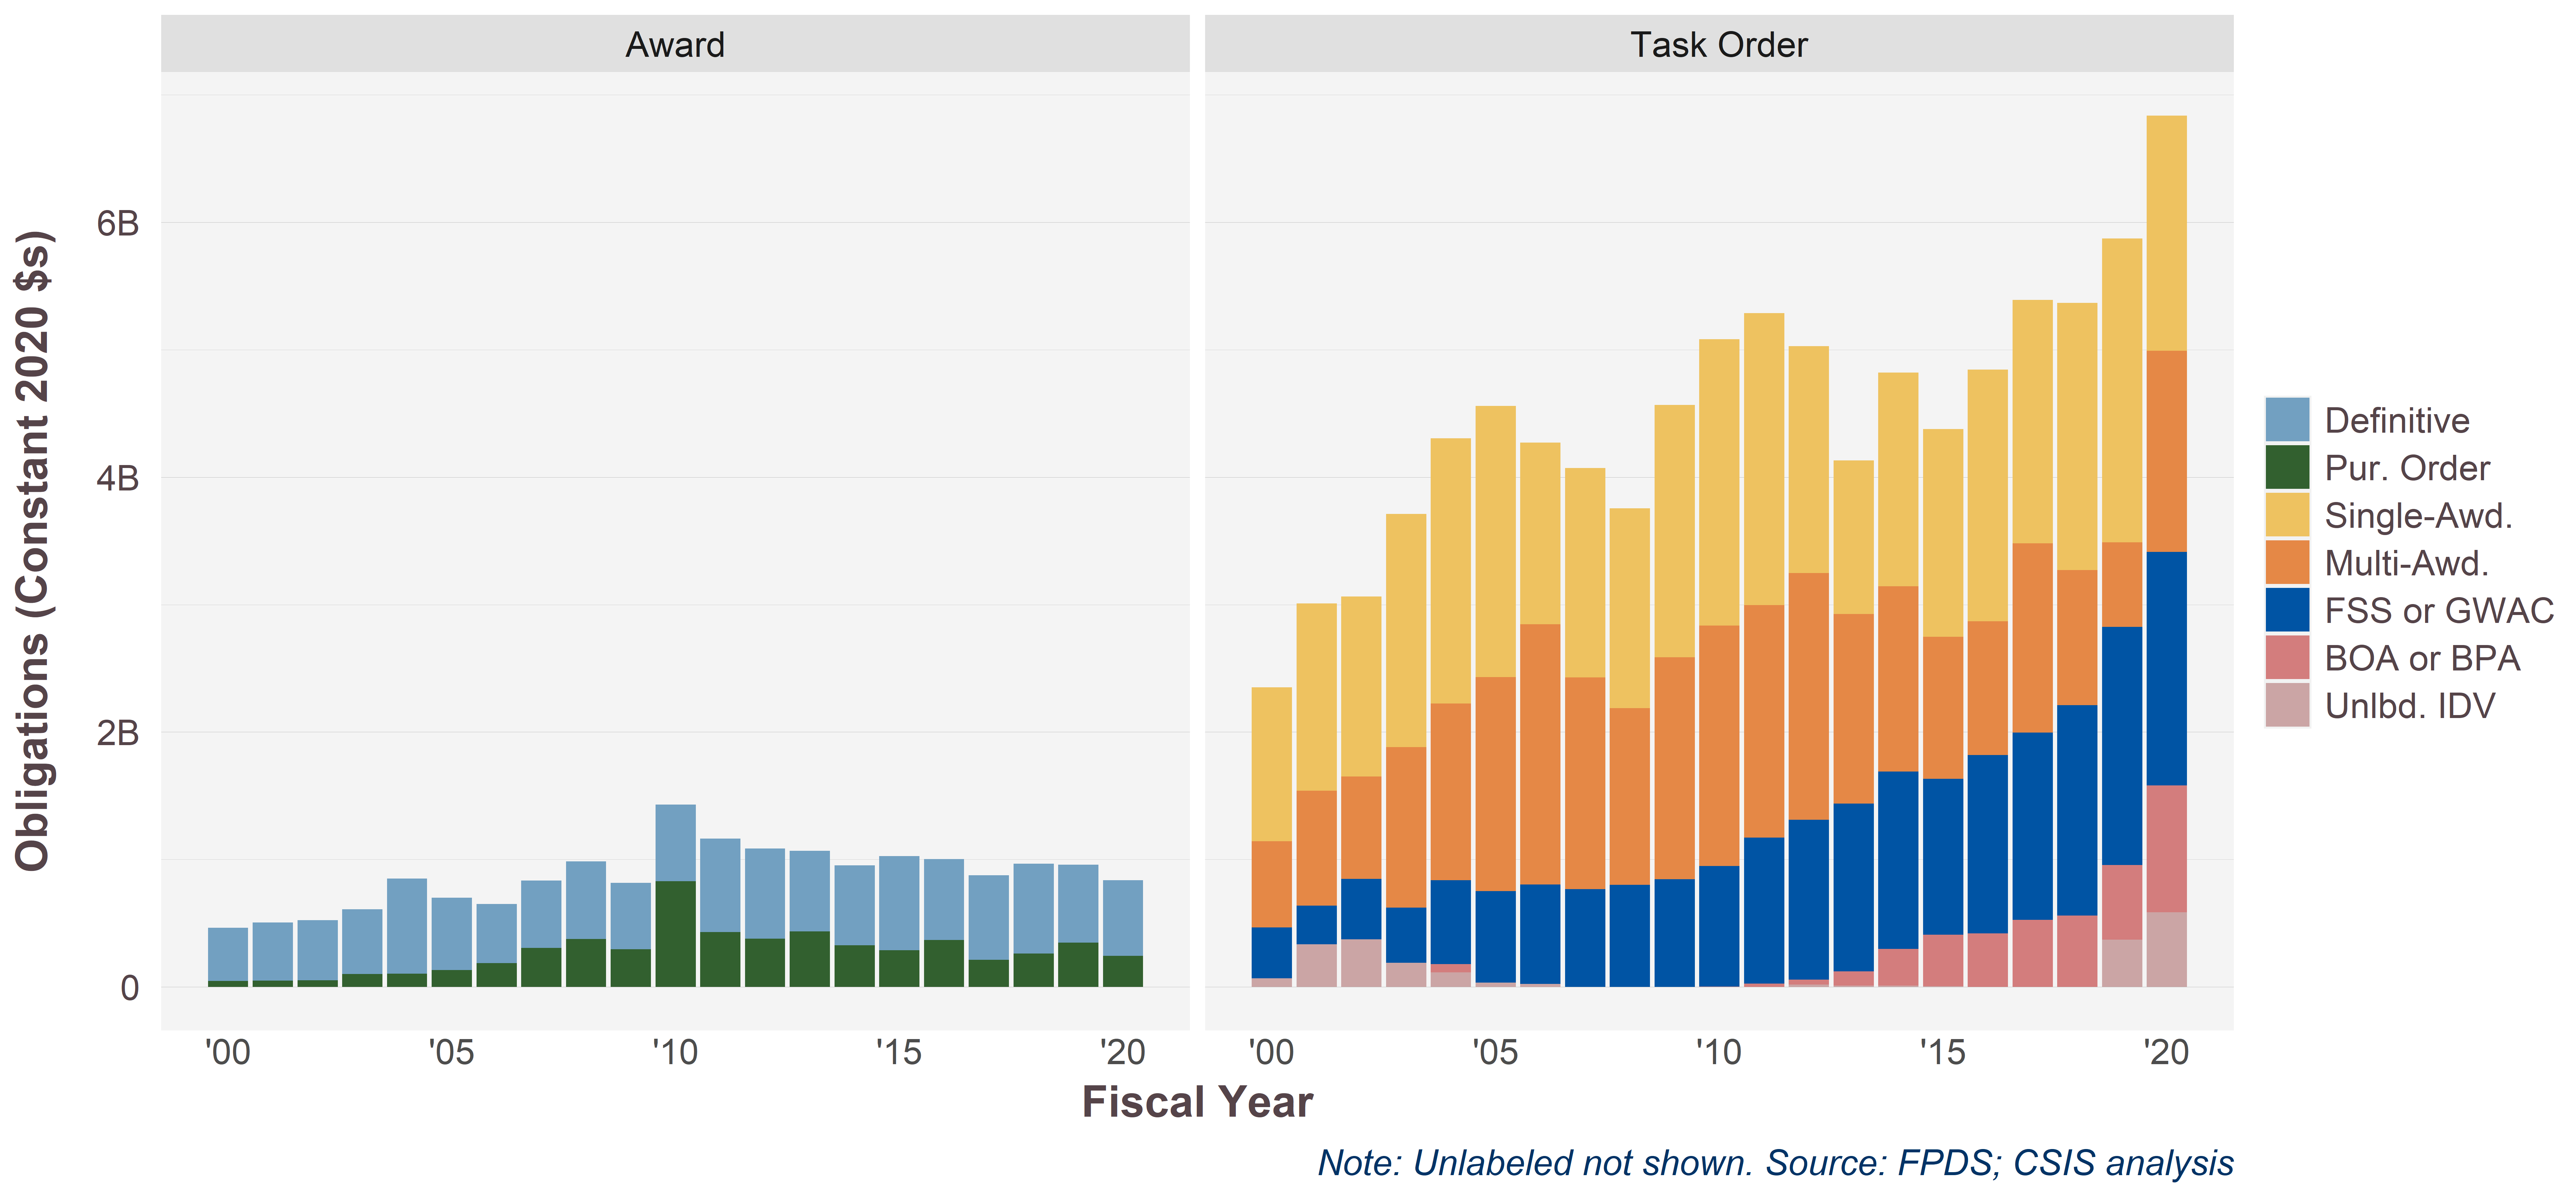 Award
Task Order
Obligations (Constant 2020 $s)
6B
4B
2B
0
'00 '05 '10 '15 '20
'00 '05 '10 '15 '20
Fiscal Year
Definitive
Pur. Order
Single-Awd.
Multi-Awd.
FSS or GWAC
BOA or BPA
Unlbd. IDV
Note: Unlabeled not shown. Source: FPDS; CSIS analysis